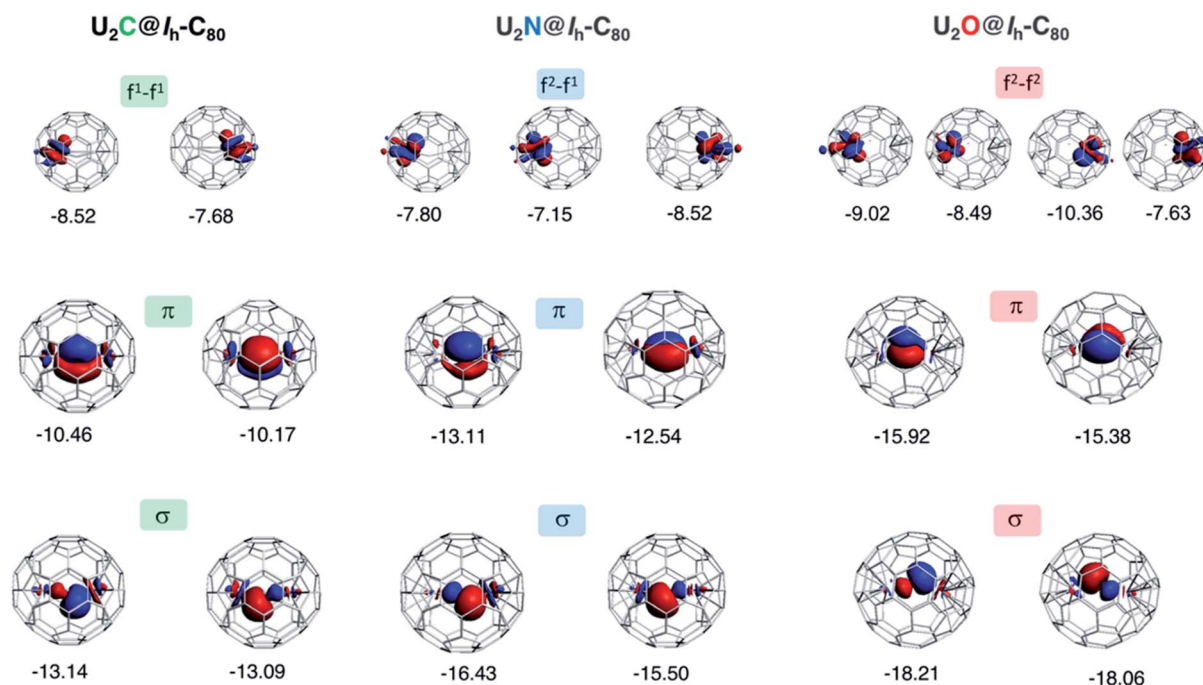 U₂C@Iₕ-C₈₀ U₂N@Iₕ-C₈₀ U₂O@Iₕ-C₈₀
f¹-f¹ f²-f¹ f²-f²
-8.52 -7.68 -7.80 -7.15 -8.52 -9.02 -8.49 -10.36 -7.63
π π π
-10.46 -10.17 -13.11 -12.54 -15.92 -15.38
σ σ σ
-13.14 -13.09 -16.43 -15.50 -18.21 -18.06